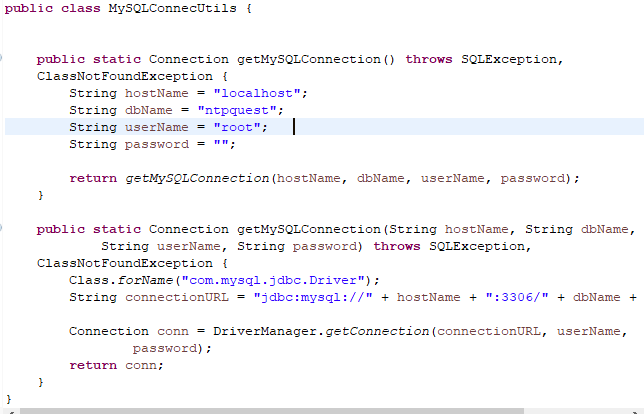 public class MySQLConnecUtils {
public static Connection getMySQLConnection() throws SQLException,
ClassNotFoundException {
String hostName = "localhost";
String dbName = "ntpquest";
String userName = "root";
String password = "";
return getMySQLConnection(hostName, dbName, userName, password);
}
public static Connection getMySQLConnection(String hostName, String dbName,
String userName, String password) throws SQLException,
ClassNotFoundException {
Class.forName("com.mysql.jdbc.Driver");
String connectionURL = "jdbc:mysql://" + hostName + ":3306/" + dbName +
Connection conn = DriverManager.getConnection(connectionURL, userName,
password);
return conn;
}
}